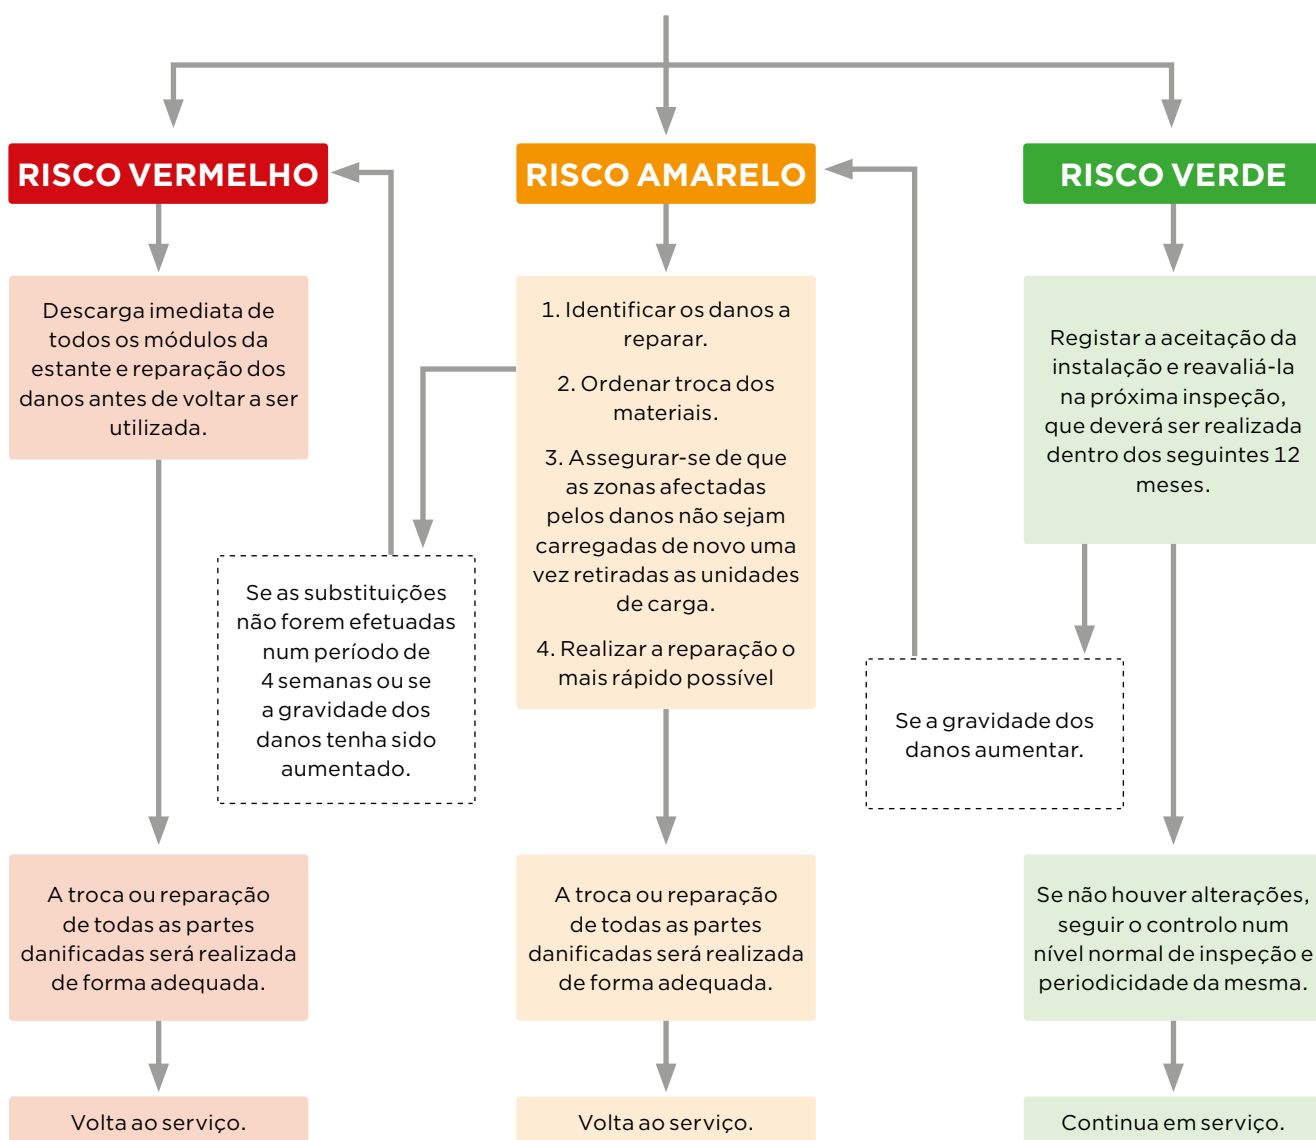 RISCO VERMELHO
RISCO AMARELO
RISCO VERDE
Descarga imediata de
todos os módulos da
estante e reparação dos
danos antes de voltar a ser
utilizada.
1. Identificar os danos a
reparar.
2. Ordenar troca dos
materiais.
3. Assegurar-se de que
as zonas afectadas
pelos danos não sejam
carregadas de novo uma
vez retiradas as unidades
de carga.
4. Realizar a reparação o
mais rápido possível
Registar a aceitação da
instalação e reavaliá-la
na próxima inspeção,
que deverá ser realizada
dentro dos seguintes 12
meses.
Se as substituições
não forem efetuadas
num período de
4 semanas ou se
a gravidade dos
danos tenha sido
aumentado.
Se a gravidade dos
danos aumentar.
A troca ou reparação
de todas as partes
danificadas será realizada
de forma adequada.
A troca ou reparação
de todas as partes
danificadas será realizada
de forma adequada.
Se não houver alterações,
seguir o controlo num
nível normal de inspeção e
periodicidade da mesma.
Volta ao serviço.
Volta ao serviço.
Continua em serviço.